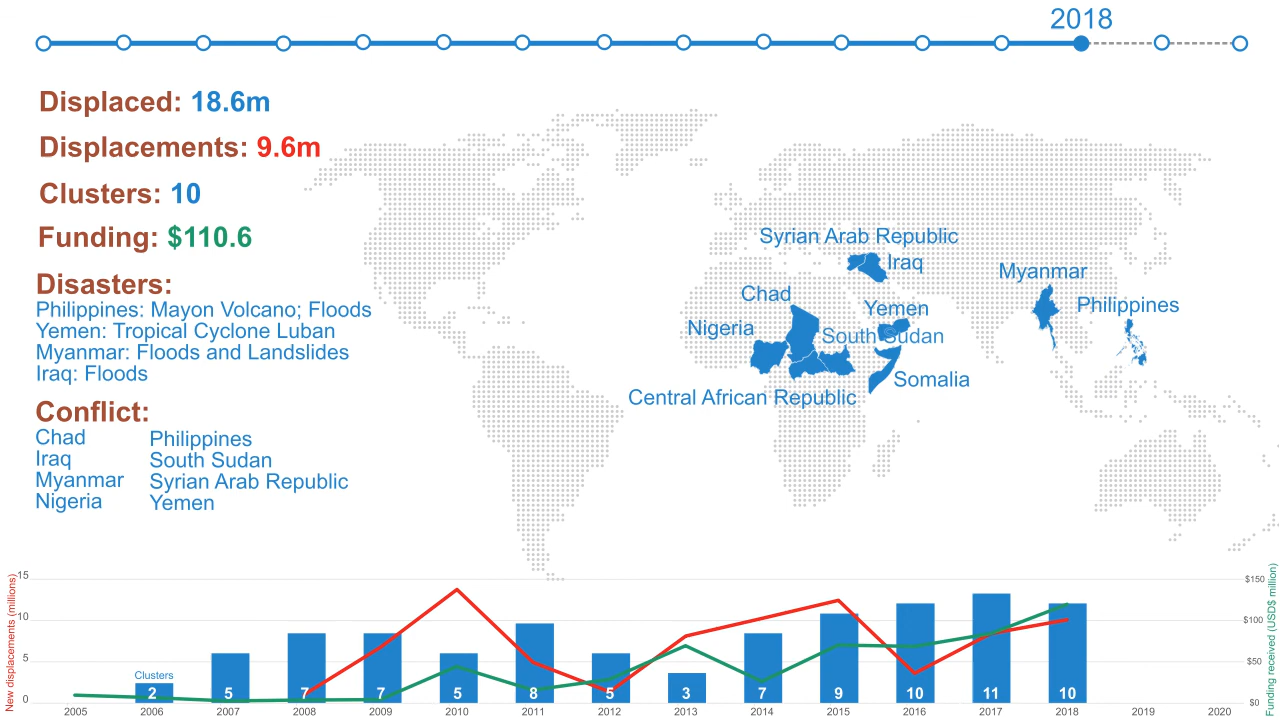 2018
Displaced: 18.6m
Displacements: 9.6m
Clusters: 10
Funding: $110.6
Disasters:
Philippines: Mayon Volcano; Floods
Yemen: Tropical Cyclone Luban
Myanmar: Floods and Landslides
Iraq: Floods
Conflict:
Chad
Iraq
Myanmar
Nigeria
Philippines
South Sudan
Syrian Arab Republic
Yemen
Syrian Arab Republic
Iraq
Myanmar
Chad
Yemen
Philippines
Nigeria
South Sudan
Somalia
Central African Republic
New displacements (millions)
15
10
5
0
Clusters
2
5
7
7
5
8
5
3
7
9
10
11
10
2005 2006 2007 2008 2009 2010 2011 2012 2013 2014 2015 2016 2017 2018 2019 2020
$150
$100
$50
$0
Funding received (USD$ million)